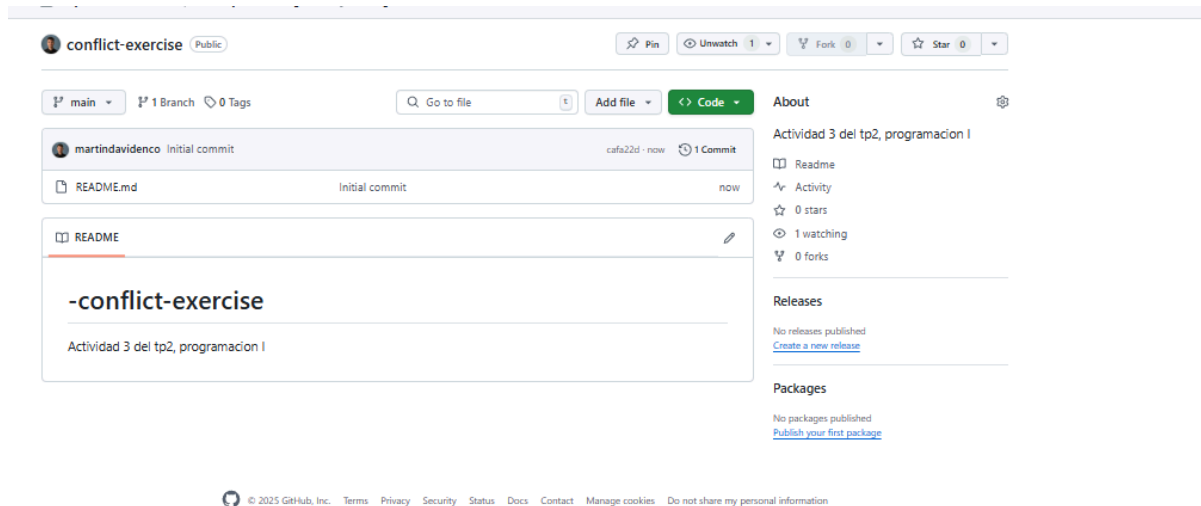 conflict-exercise Public
Pin
Unwatch 1
Fork 0
Star 0
main
1 Branch
0 Tags
Go to file
t
Add file
<> Code
martindavidenco Initial commit
cafa22d · now
1 Commit
README.md
Initial commit
now
README
-conflict-exercise
Actividad 3 del tp2, programacion I
About
Actividad 3 del tp2, programacion I
Readme
Activity
0 stars
1 watching
0 forks
Releases
No releases published
Create a new release
Packages
No packages published
Publish your first package
© 2025 GitHub, Inc. Terms Privacy Security Status Docs Contact Manage cookies Do not share my personal information